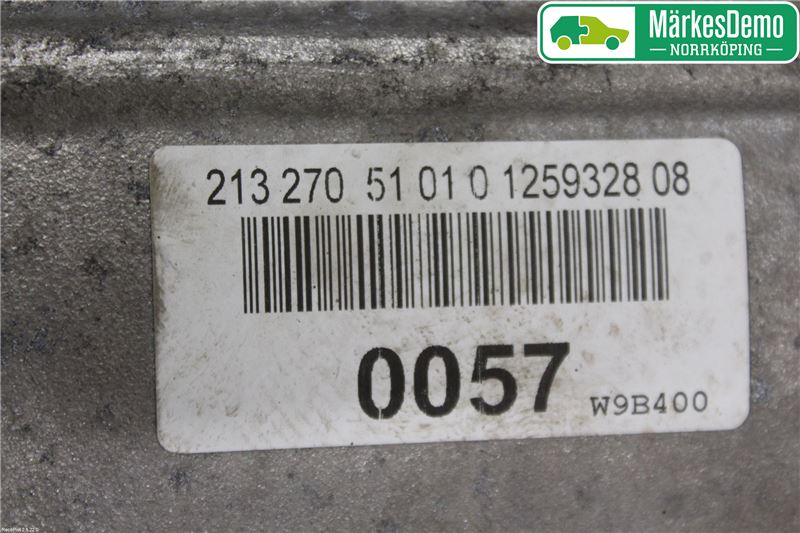 MärkesDemo
NORRKÖPING
213 270 51 01 0 1259328 08
0057
W9B400